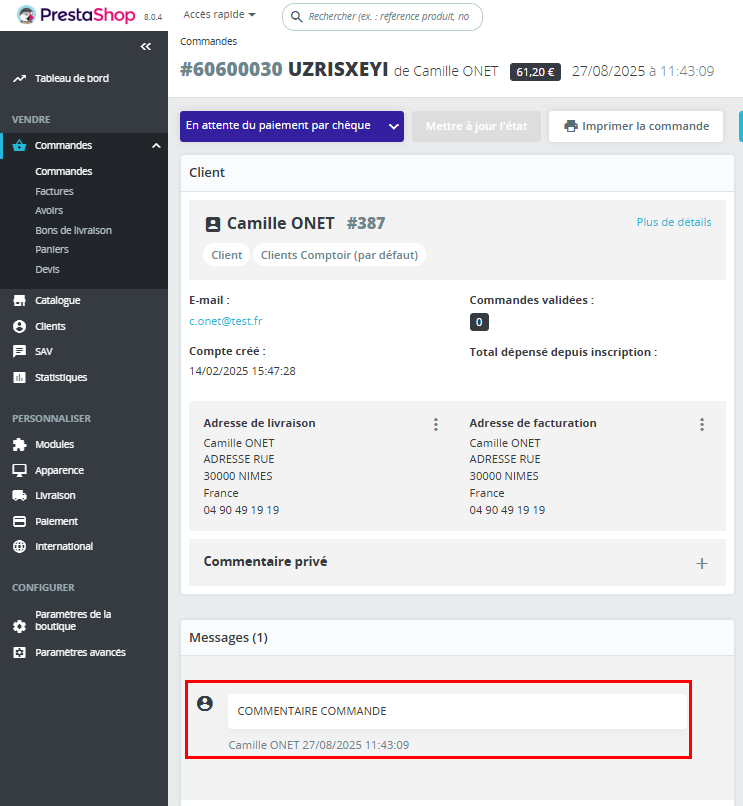 PrestaShop 8.0.4
Accès rapide
Rechercher (ex. : référence produit, no
Commandes
#60600030 UZRISXEYI de Camille ONET 61,20 € 27/08/2025 à 11:43:09
Tableau de bord
VENDRE
Commandes
Commandes
Factures
Avoirs
Bons de livraison
Paniers
Devis
Catalogue
Clients
SAV
Statistiques
PERSONNALISER
Modules
Apparence
Livraison
Paiement
International
CONFIGURER
Paramètres de la
boutique
Paramètres avancés
En attente du paiement par chèque
Mettre à jour l'état
Imprimer la commande
Client
Camille ONET #387
Plus de détails
Client
Clients Comptoir (par défaut)
E-mail :
c.onet@test.fr
Compte créé :
14/02/2025 15:47:28
Commandes validées :
0
Total dépensé depuis inscription :
Adresse de livraison
Camille ONET
ADRESSE RUE
30000 NIMES
France
04 90 49 19 19
Adresse de facturation
Camille ONET
ADRESSE RUE
30000 NIMES
France
04 90 49 19 19
Commentaire privé
Messages (1)
COMMENTAIRE COMMANDE
Camille ONET 27/08/2025 11:43:09